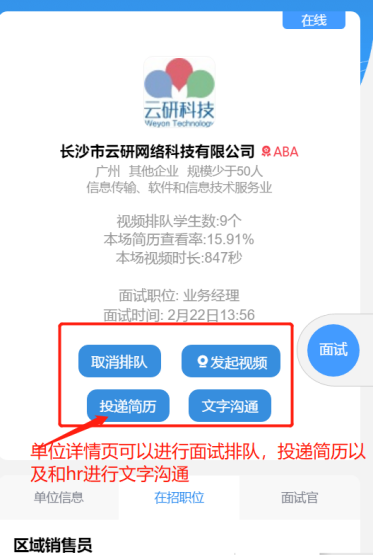 在线
云研科技
Weyon Technology
长沙市云研网络科技有限公司 ABA
广州 其他企业 规模少于50人
信息传输、软件和信息技术服务业
视频排队学生数:9个
本场简历查看率:15.91%
本场视频时长:847秒
面试职位: 业务经理
面试时间: 2月22日13:56
面试
取消排队 发起视频
投递简历 文字沟通
单位详情页可以进行面试排队，投递简历以
及和hr进行文字沟通
单位信息 在招职位 面试官
区域销售员